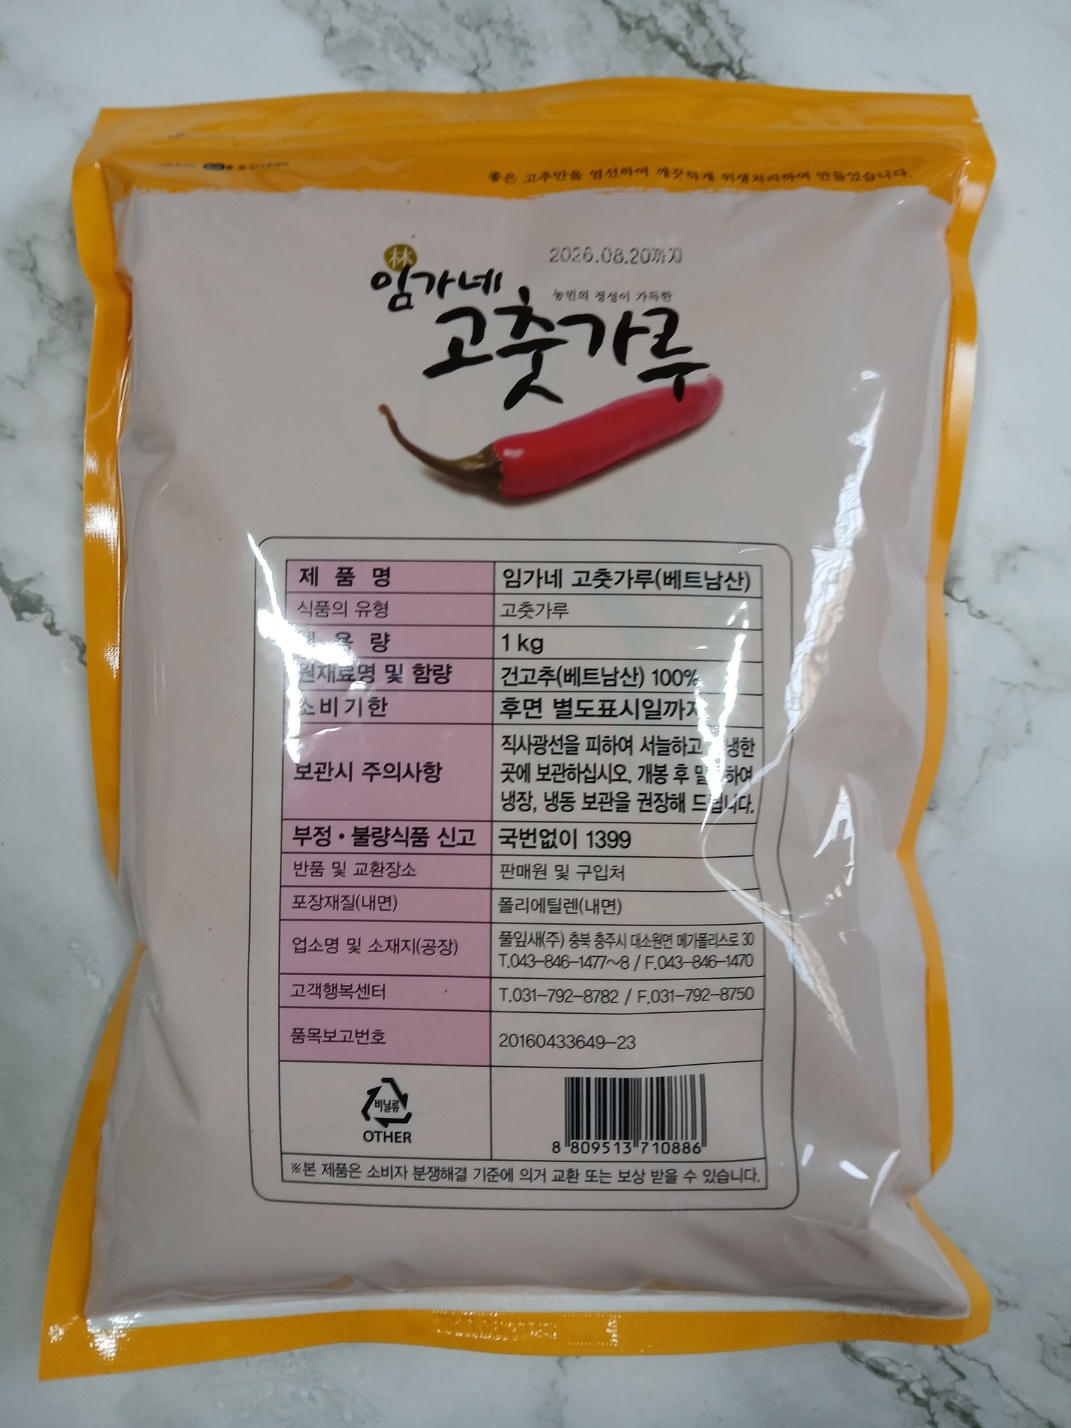 좋은 고추만을 엄선하여 깨끗하게 위생처리하여 만들었습니다.
2026.08.20까지
林
임가네
농민의 정성이 가득한
고춧가루
제 품 명 임가네 고춧가루(베트남산)
식품의 유형 고춧가루
용 량 1kg
원재료명 및 함량 건고추(베트남산) 100%
소비기한 후면 별도표시일까지
보관시 주의사항 직사광선을 피하여 서늘하고 냉한
곳에 보관하십시오. 개봉 후 밀봉하여
냉장, 냉동 보관을 권장해 드립니다.
부정·불량식품 신고 국번없이 1399
반품 및 교환장소 판매원 및 구입처
포장재질(내면) 폴리에틸렌(내면)
업소명 및 소재지(공장) 풀잎새(주) 충북 충주시 대소원면 메가폴리스로 30
T.043-846-1477~8 / F.043-846-1470
고객행복센터 T.031-792-8782 / F.031-792-8750
품목보고번호 20160433649-23
비닐류
OTHER
8 809513 710886
※본 제품은 소비자 분쟁해결 기준에 의거 교환 또는 보상 받을 수 있습니다.